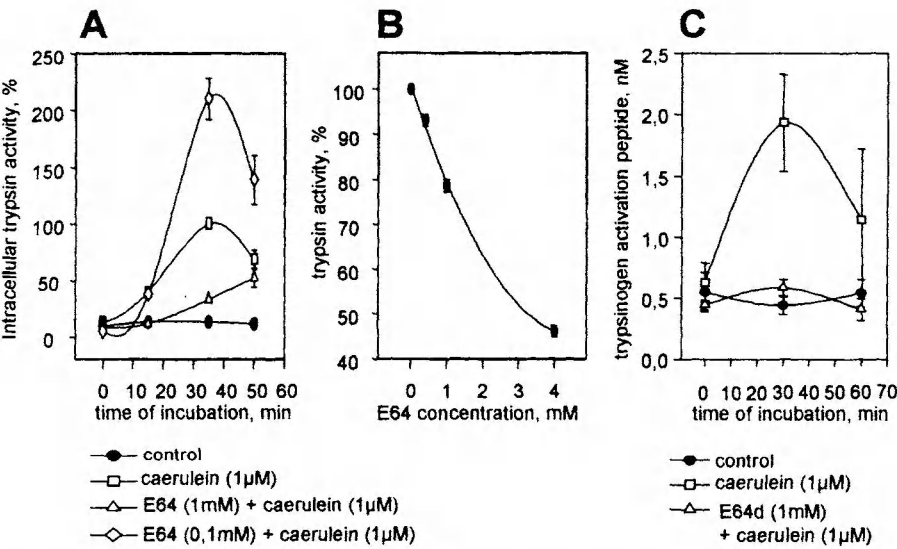 A
B
C
Intracellular trypsin activity, %
250
200
150
100
50
0
0 10 20 30 40 50 60
time of incubation, min
trypsin activity, %
100
90
80
70
60
50
40
0 1 2 3 4
E64 concentration, mM
trypsinogen activation peptide, nM
2,5
2,0
1,5
1,0
0,5
0,0
0 10 20 30 40 50 60 70
time of incubation, min
control
caerulein (1µM)
E64 (1mM) + caerulein (1µM)
E64 (0,1mM) + caerulein (1µM)
control
caerulein (1µM)
E64d (1mM)
+ caerulein (1µM)